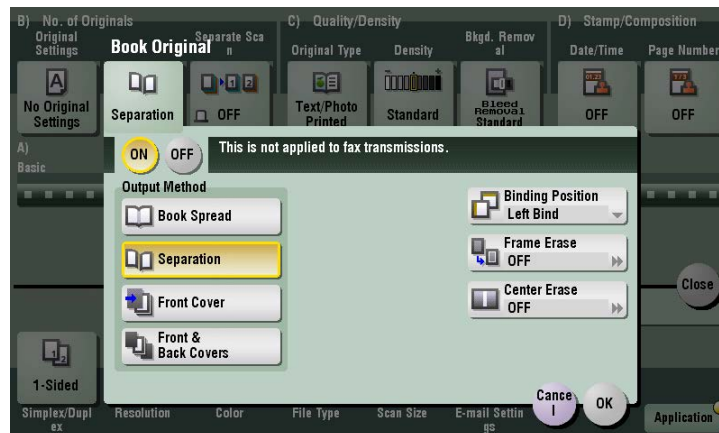 B) No. of Originals
C) Quality/Density
D) Stamp/Composition
Original
Settings
Book Original
Separate Sca
n
Original Type
Density
Bkgd. Remov
al
Date/Time
Page Number
No Original
Settings
Separation
OFF
Text/Photo
Printed
Standard
Bleed
Removal
Standard
OFF
OFF
A)
Basic
ON
OFF
This is not applied to fax transmissions.
Output Method
Book Spread
Separation
Front Cover
Front &
Back Covers
Binding Position
Left Bind
Frame Erase
OFF
Center Erase
OFF
Close
1-Sided
Cance
l
OK
Simplex/Dupl
ex
Resolution
Color
File Type
Scan Size
E-mail Settin
gs
Application